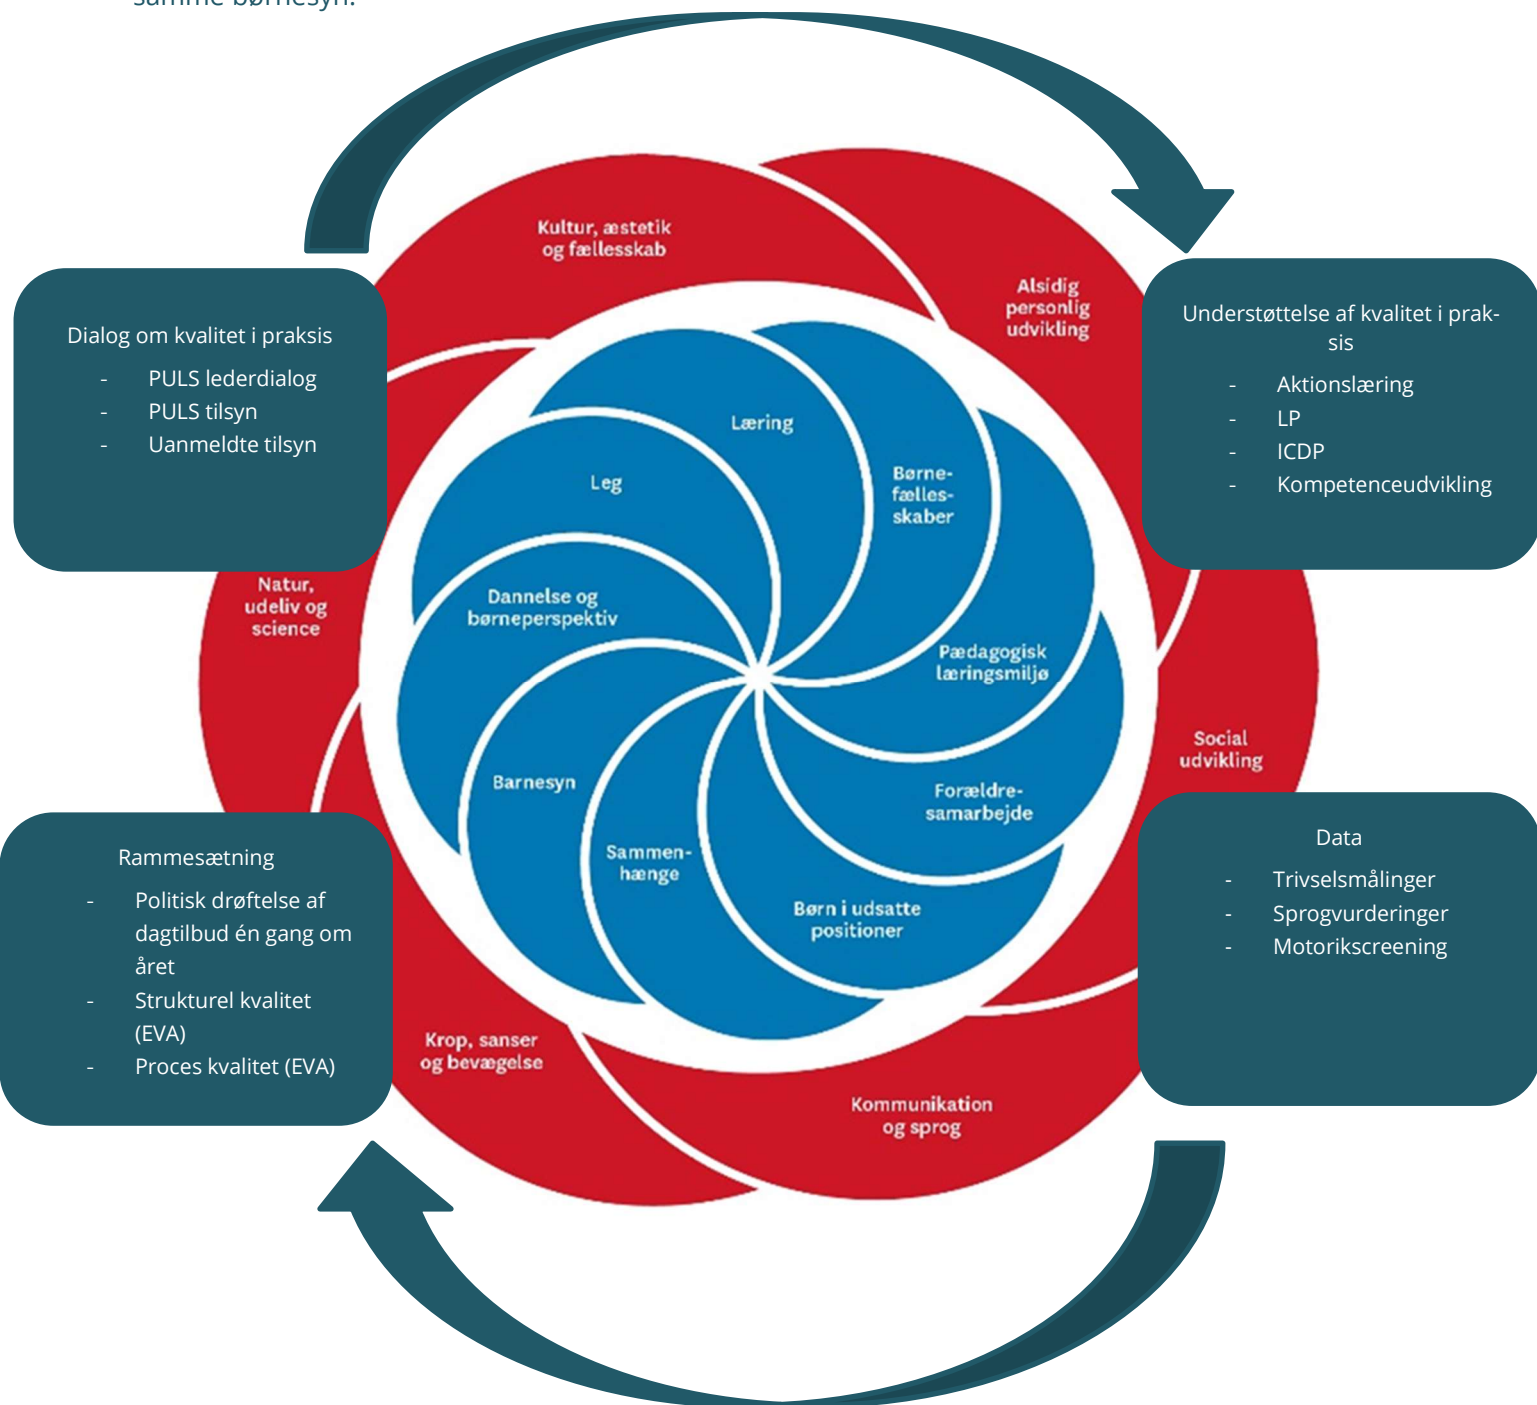 samme børnesyn.
Kultur, æstetik
og fællesskab
Alsidig
personlig
udvikling
Dialog om kvalitet i praksis
- PULS lederdialog
- PULS tilsyn
- Uanmeldte tilsyn
Understøttelse af kvalitet i prak-
sis
- Aktionslæring
- LP
- ICDP
- Kompetenceudvikling
Læring
Leg
Børne-
fælles-
skaber
Natur,
udeliv og
science
Dannelse og
børneperspektiv
Pædagogisk
læringsmiljø
Social
udvikling
Barnesyn
Forældre-
samarbejde
Sammen-
hænge
Børn i udsatte
positioner
Rammesætning
- Politisk drøftelse af
dagtilbud én gang om
året
- Strukturel kvalitet
(EVA)
- Proces kvalitet (EVA)
Data
- Trivselsmålinger
- Sprogvurderinger
- Motorikscreening
Krop, sanser
og bevægelse
Kommunikation
og sprog